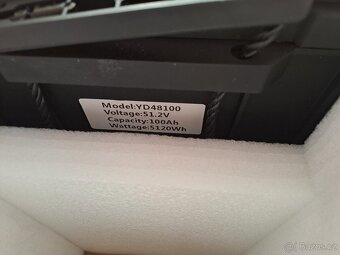 Model:YD48100
Voltage:51.2V
Capacity:100Ah
Wattage:5120Wh